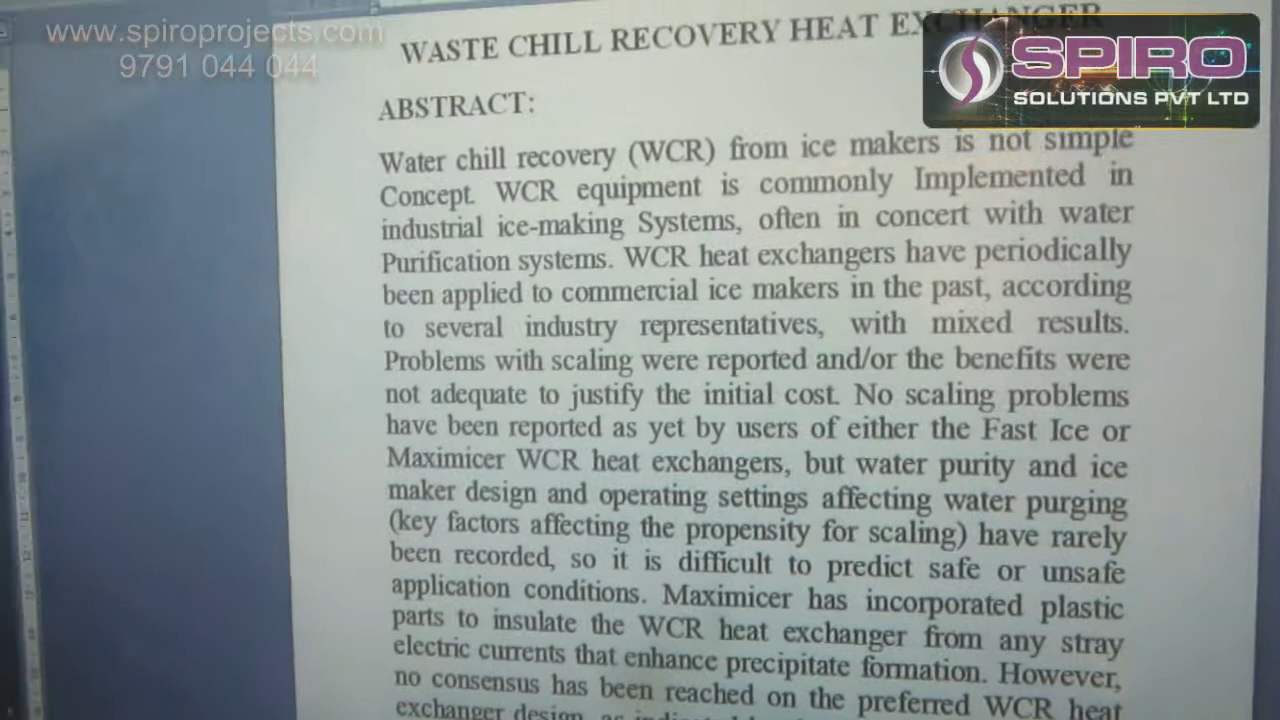 www.spiroprojects.com
9791 044 044
SPIRO
SOLUTIONS PVT LTD
WASTE CHILL RECOVERY HEAT EXCHANGER
ABSTRACT:
Water chill recovery (WCR) from ice makers is not simple
Concept. WCR equipment is commonly Implemented in
industrial ice-making Systems, often in concert with water
Purification systems. WCR heat exchangers have periodically
been applied to commercial ice makers in the past, according
to several industry representatives, with mixed results.
Problems with scaling were reported and/or the benefits were
not adequate to justify the initial cost. No scaling problems
have been reported as yet by users of either the Fast Ice or
Maximicer WCR heat exchangers, but water purity and ice
maker design and operating settings affecting water purging
(key factors affecting the propensity for scaling) have rarely
been recorded, so it is difficult to predict safe or unsafe
application conditions. Maximicer has incorporated plastic
parts to insulate the WCR heat exchanger from any stray
electric currents that enhance precipitate formation. However,
no consensus has been reached on the preferred WCR heat
exchanger design, as